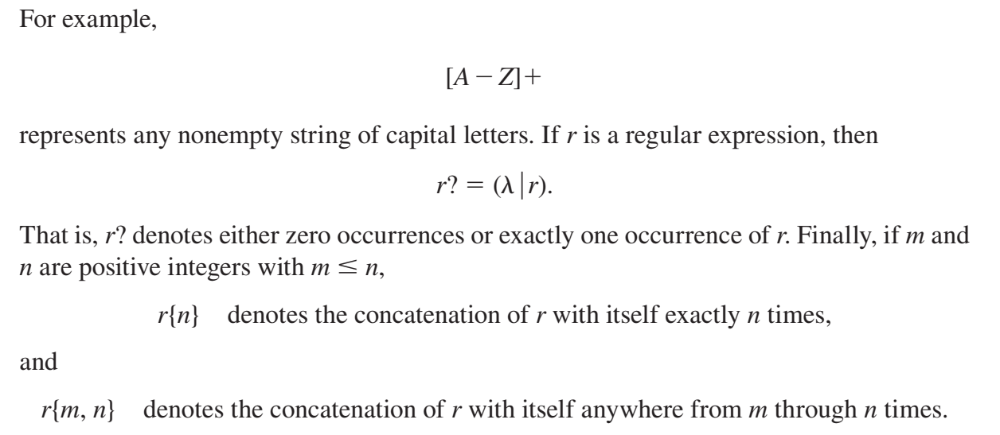 For example,
[A − Z]+
represents any nonempty string of capital letters. If r is a regular expression, then
r? = (λ | r).
That is, r? denotes either zero occurrences or exactly one occurrence of r. Finally, if m and
n are positive integers with m ≤ n,
r{n} denotes the concatenation of r with itself exactly n times,
and
r{m, n} denotes the concatenation of r with itself anywhere from m through n times.